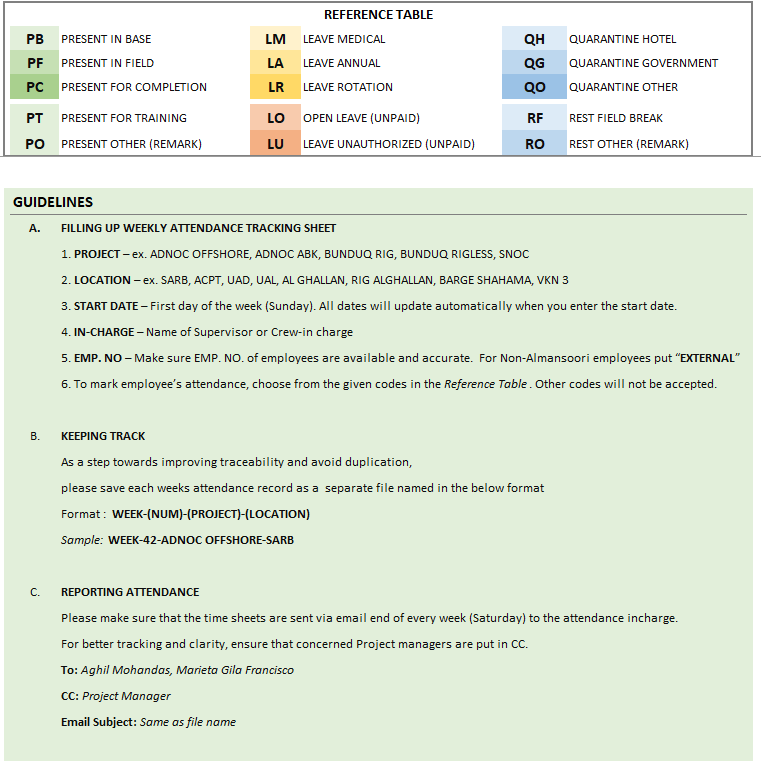 REFERENCE TABLE
PB PRESENT IN BASE LM LEAVE MEDICAL QH QUARANTINE HOTEL
PF PRESENT IN FIELD LA LEAVE ANNUAL QG QUARANTINE GOVERNMENT
PC PRESENT FOR COMPLETION LR LEAVE ROTATION QO QUARANTINE OTHER
PT PRESENT FOR TRAINING LO OPEN LEAVE (UNPAID) RF REST FIELD BREAK
PO PRESENT OTHER (REMARK) LU LEAVE UNAUTHORIZED (UNPAID) RO REST OTHER (REMARK)
GUIDELINES
A. FILLING UP WEEKLY ATTENDANCE TRACKING SHEET
1. PROJECT – ex. ADNOC OFFSHORE, ADNOC ABK, BUNDUQ RIG, BUNDUQ RIGLESS, SNOC
2. LOCATION – ex. SARB, ACPT, UAD, UAL, AL GHALLAN, RIG ALGHALLAN, BARGE SHAHAMA, VKN 3
3. START DATE – First day of the week (Sunday). All dates will update automatically when you enter the start date.
4. IN-CHARGE – Name of Supervisor or Crew-in charge
5. EMP. NO – Make sure EMP. NO. of employees are available and accurate. For Non-Almansoori employees put “EXTERNAL”
6. To mark employee’s attendance, choose from the given codes in the Reference Table . Other codes will not be accepted.
B. KEEPING TRACK
As a step towards improving traceability and avoid duplication,
please save each weeks attendance record as a separate file named in the below format
Format : WEEK-(NUM)-(PROJECT)-(LOCATION)
Sample: WEEK-42-ADNOC OFFSHORE-SARB
C. REPORTING ATTENDANCE
Please make sure that the time sheets are sent via email end of every week (Saturday) to the attendance incharge.
For better tracking and clarity, ensure that concerned Project managers are put in CC.
To: Aghil Mohandas, Marieta Gila Francisco
CC: Project Manager
Email Subject: Same as file name